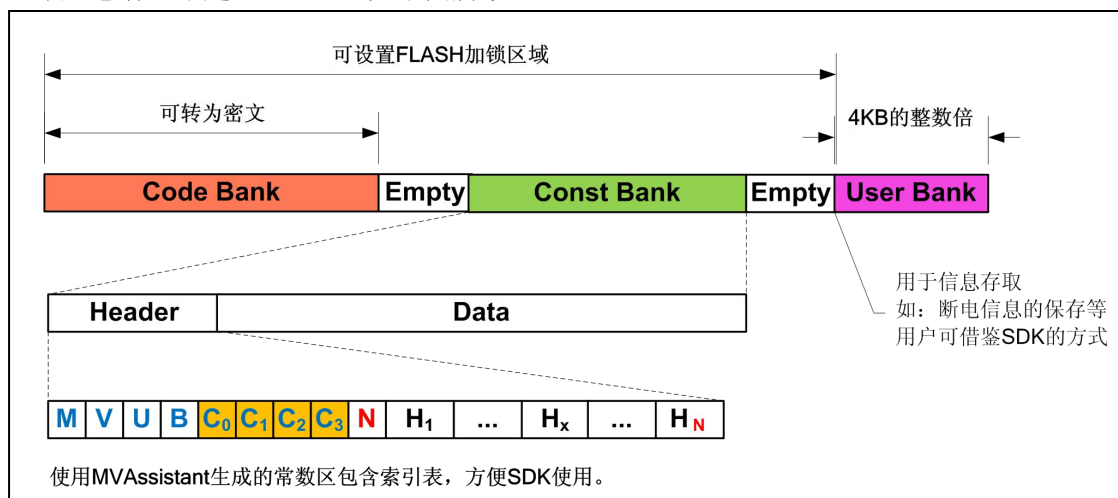 可设置FLASH加锁区域
可转为密文
4KB的整数倍
Code Bank Empty Const Bank Empty User Bank
用于信息存取
如：断电信息的保存等
用户可借鉴SDK的方式
Header Data
M V U B C0 C1 C2 C3 N H1 ... Hx ... HN
使用MVAssistant生成的常数区包含索引表，方便SDK使用。